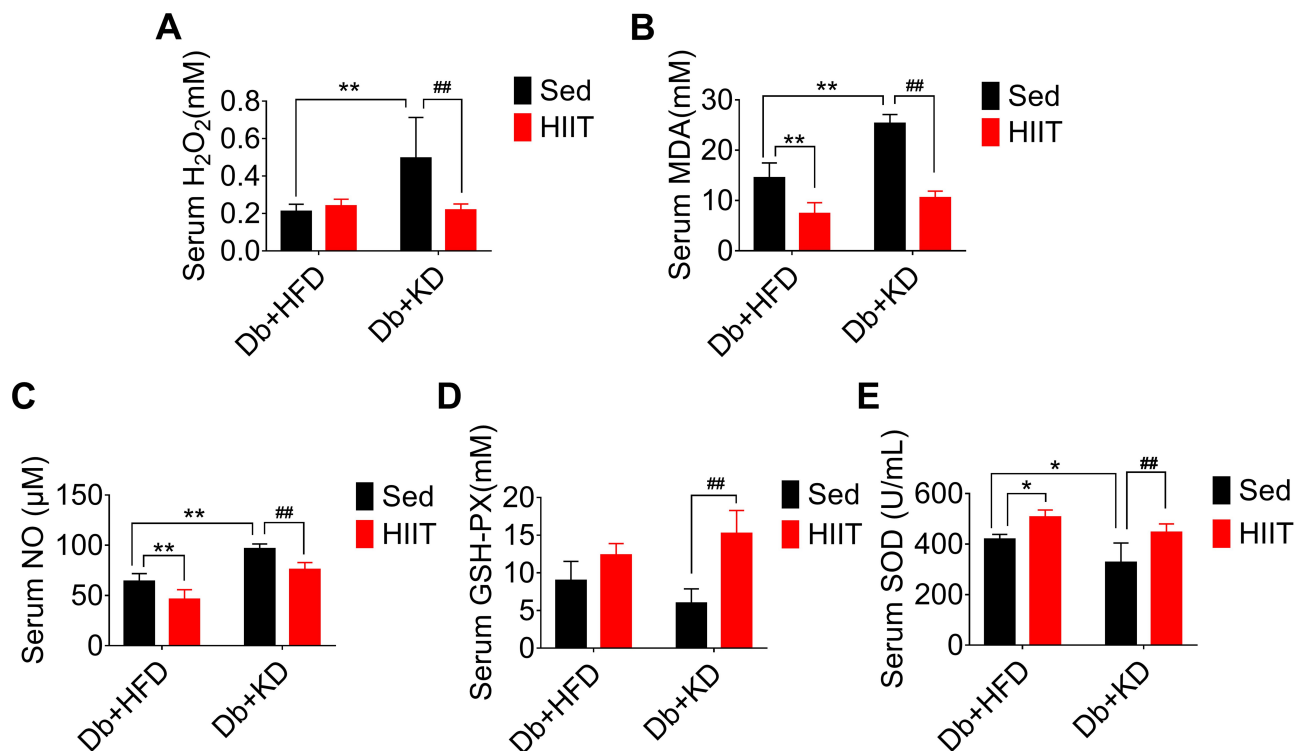 A
Serum H₂O₂(mM)
0.8
0.6
0.4
0.2
0.0
**
##
Sed
HIIT
Db+HFD
Db+KD
B
Serum MDA(mM)
30
20
10
0
**
**
##
Sed
HIIT
Db+HFD
Db+KD
C
Serum NO (μM)
150
100
50
0
**
**
##
Sed
HIIT
Db+HFD
Db+KD
D
Serum GSH-PX(mM)
20
15
10
5
0
##
Sed
HIIT
Db+HFD
Db+KD
E
Serum SOD (U/mL)
600
400
200
0
*
*
##
Sed
HIIT
Db+HFD
Db+KD